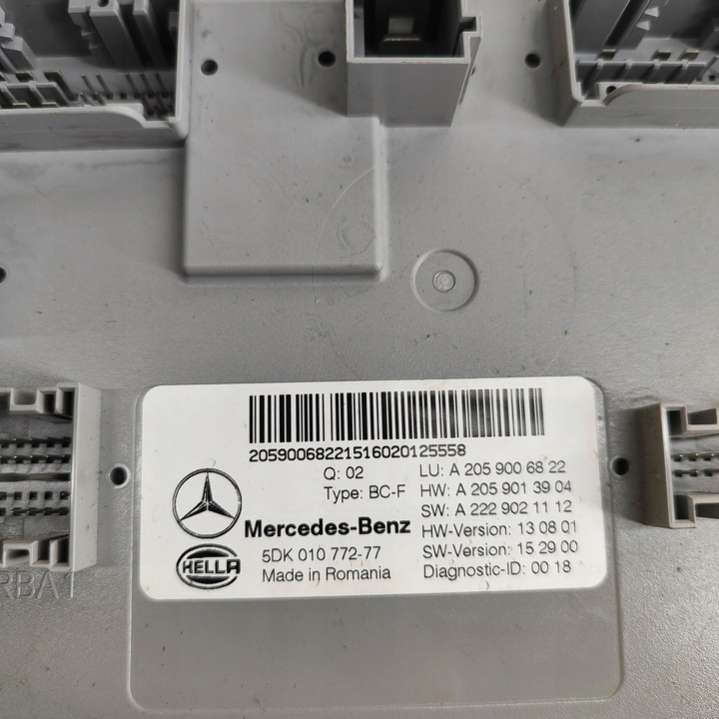 20590068221516020125558
Q: 02
LU: A 205 900 68 22
Type: BC-F
HW: A 205 901 39 04
SW: A 222 902 11 12
Mercedes-Benz
HW-Version: 13 08 01
5DK 010 772-77
SW-Version: 15 29 00
HELLA
Made in Romania
Diagnostic-ID: 00 18
RBA1